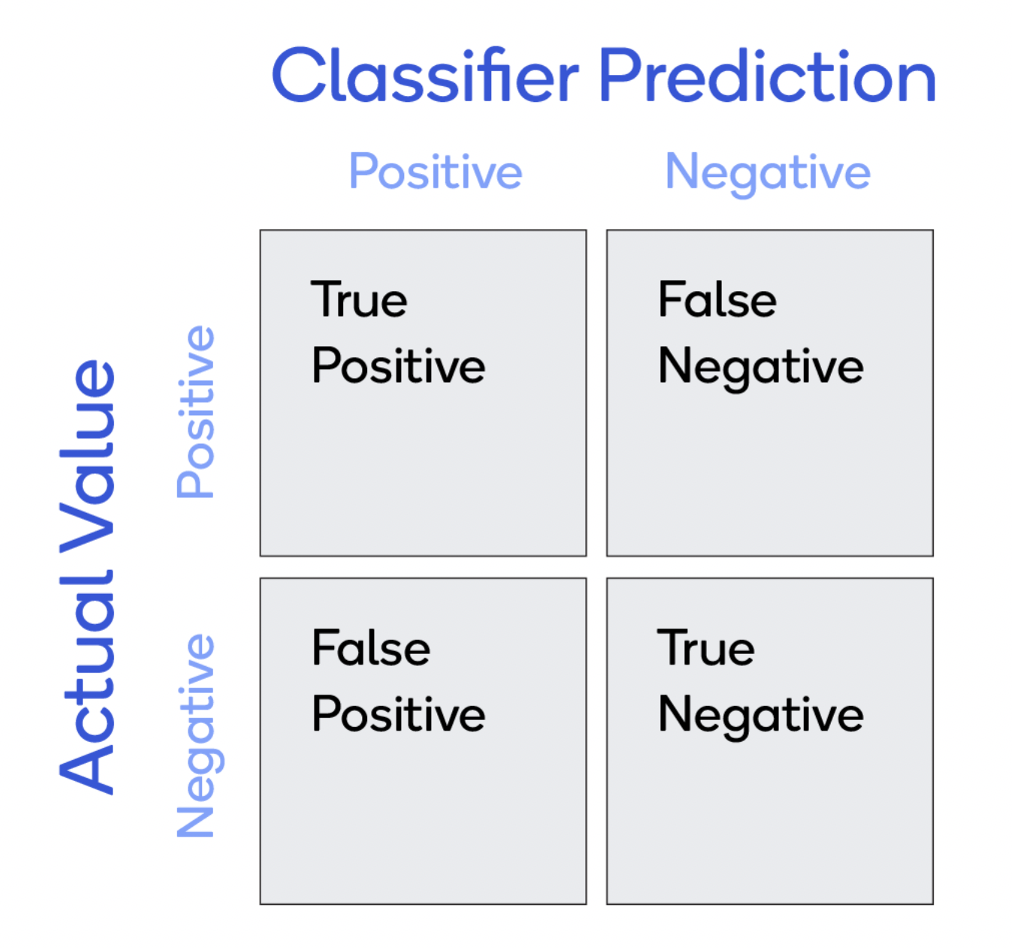 Classifier Prediction
Positive
Negative
Actual Value
Positive
True
Positive
False
Negative
Negative
False
Positive
True
Negative